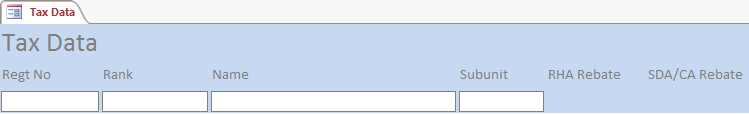 Tax Data
Tax Data
Regt No Rank Name Subunit RHA Rebate SDA/CA Rebate